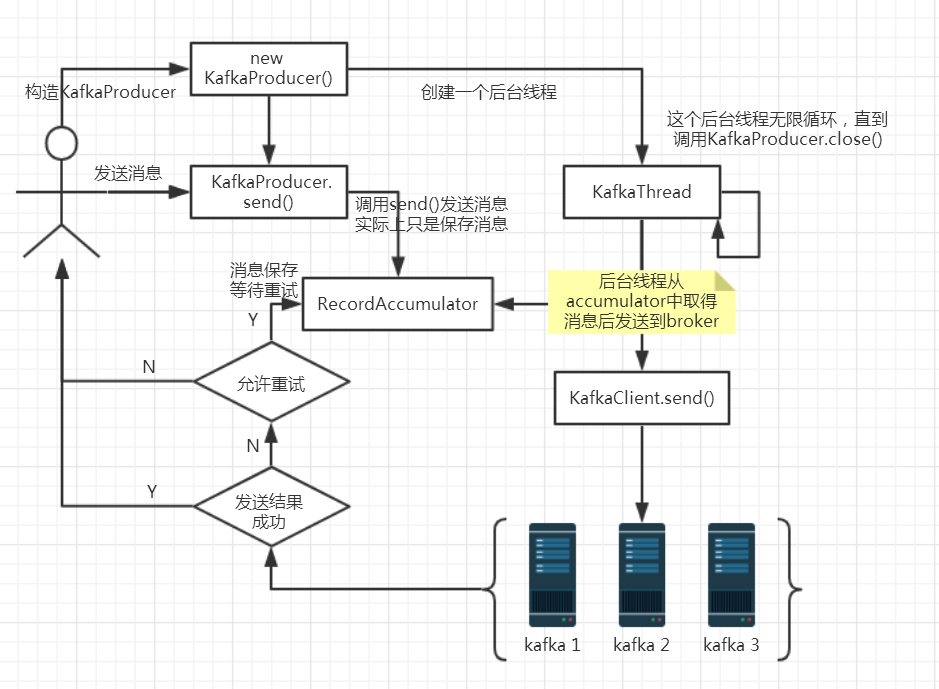 new
KafkaProducer()
构造KafkaProducer
创建一个后台线程
这个后台线程无限循环，直到
调用KafkaProducer.close()
发送消息
KafkaProducer.
send()
调用send()发送消息
实际上只是保存消息
KafkaThread
消息保存
等待重试
RecordAccumulator
后台线程从
accumulator中取得
消息后发送到broker
Y
N
允许重试
KafkaClient.send()
N
Y
发送结果
成功
kafka 1
kafka 2
kafka 3